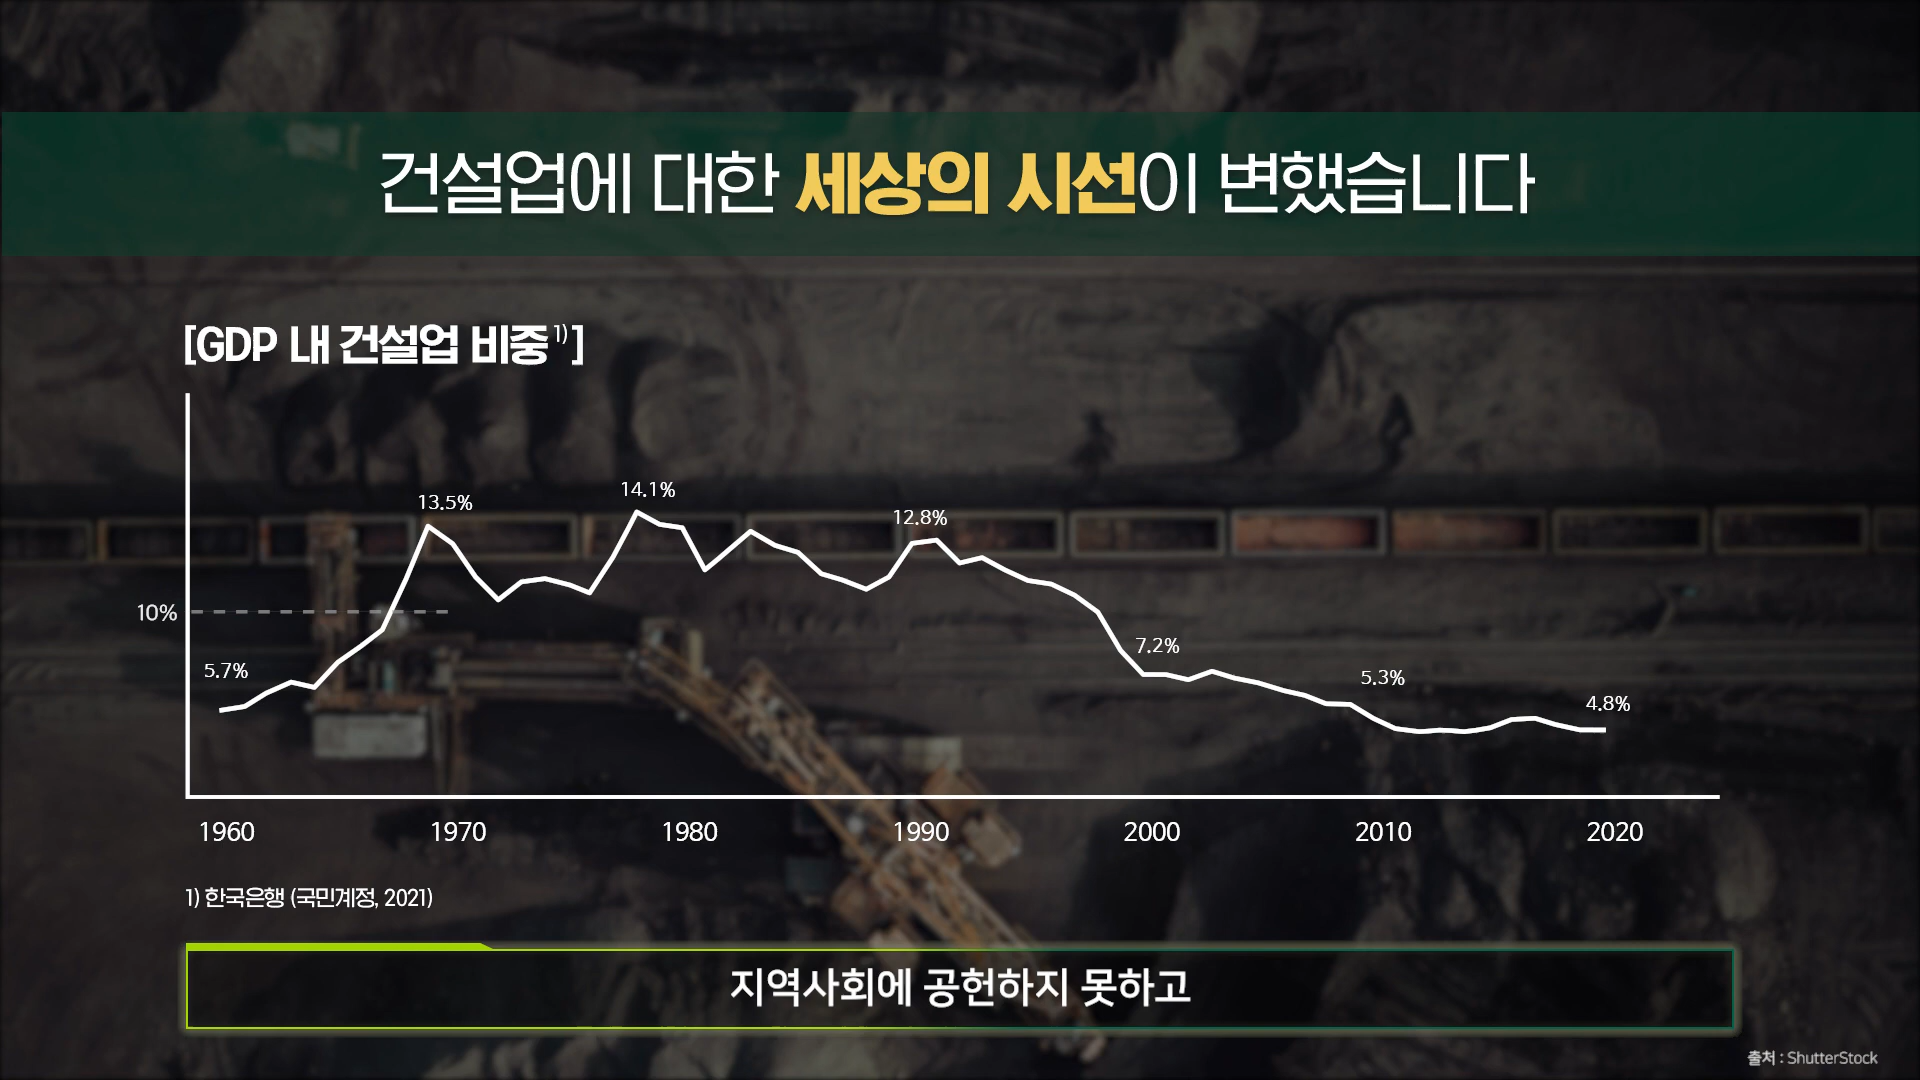 건설업에 대한 세상의 시선이 변했습니다
[GDP 내 건설업 비중 1)]
13.5%
14.1%
12.8%
10%
5.7%
7.2%
5.3%
4.8%
1960 1970 1980 1990 2000 2010 2020
1) 한국은행 (국민계정, 2021)
지역사회에 공헌하지 못하고
출처 : ShutterStock